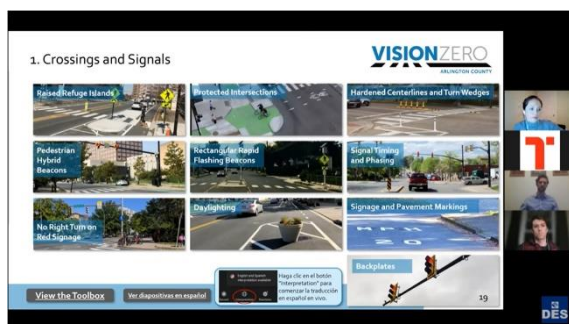 1. Crossings and Signals
VISIONZERO
ARLINGTON COUNTY
Raised Refuge Islands
Protected Intersections
Hardened Centerlines and Turn Wedges
Pedestrian
Hybrid
Beacons
Rectangular Rapid
Flashing Beacons
Signal Timing
and Phasing
No Right Turn on
Red Signage
Daylighting
Signage and Pavement Markings
MPH
20
Backplates
Haga clic en el botón
"Interpretation" para
comenzar la traducción
en español en vivo.
View the Toolbox
Ver diapositivas en español
19
DES